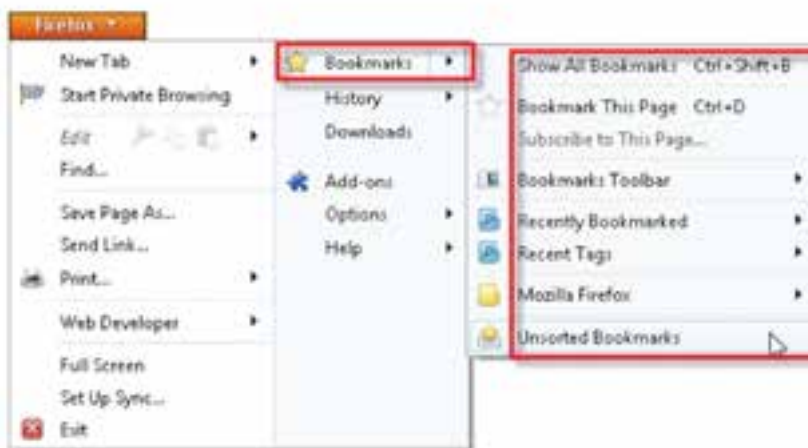 Firefox
New Tab
Start Private Browsing
Edit
Find...
Save Page As...
Send Link...
Print...
Web Developer
Full Screen
Set Up Sync...
Exit
Bookmarks
History
Downloads
Add-ons
Options
Help
Show All Bookmarks Ctrl+Shift+B
Bookmark This Page Ctrl+D
Subscribe to This Page...
Bookmarks Toolbar
Recently Bookmarked
Recent Tags
Mozilla Firefox
Unsorted Bookmarks